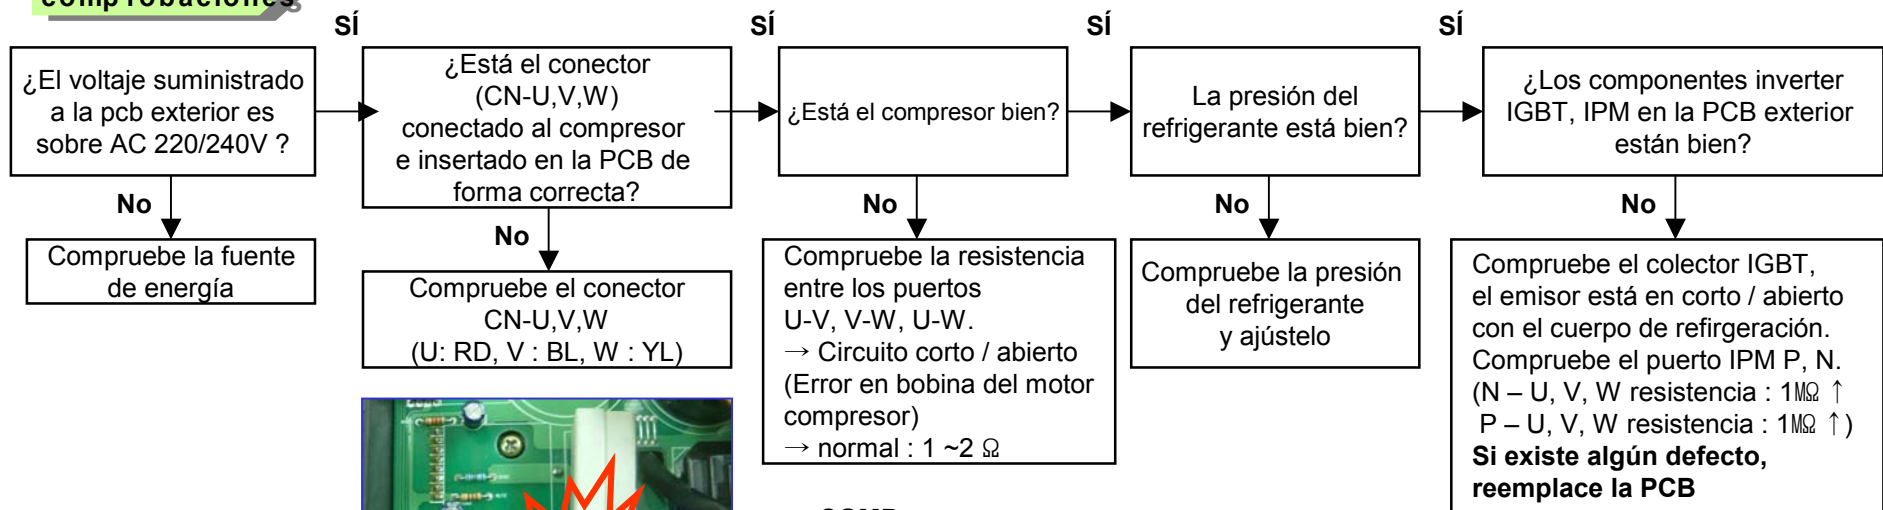 comprobaciones
SÍ
SÍ
SÍ
SÍ
¿El voltaje suministrado
a la pcb exterior es
sobre AC 220/240V ?
¿Está el conector
(CN-U,V,W)
conectado al compresor
e insertado en la PCB de
forma correcta?
¿Está el compresor bien?
La presión del
refrigerante está bien?
¿Los componentes inverter
IGBT, IPM en la PCB exterior
están bien?
No
No
No
No
No
Compruebe la fuente
de energía
Compruebe el conector
CN-U,V,W
(U: RD, V : BL, W : YL)
Compruebe la resistencia
entre los puertos
U-V, V-W, U-W.
→ Circuito corto / abierto
(Error en bobina del motor
compresor)
→ normal : 1 ~2 Ω
Compruebe la presión
del refrigerante
y ajústelo
Compruebe el colector IGBT,
el emisor está en corto / abierto
con el cuerpo de refirgeración.
Compruebe el puerto IPM P, N.
(N – U, V, W resistencia : 1MΩ ↑
P – U, V, W resistencia : 1MΩ ↑)
Si existe algún defecto,
reemplace la PCB